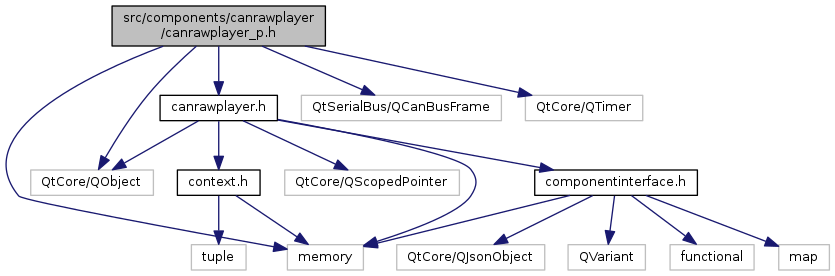 src/components/canrawplayer
/canrawplayer_p.h
canrawplayer.h
QtSerialBus/QCanBusFrame
QtCore/QTimer
QtCore/QObject
context.h
QtCore/QScopedPointer
componentinterface.h
tuple
memory
QtCore/QJsonObject
QVariant
functional
map